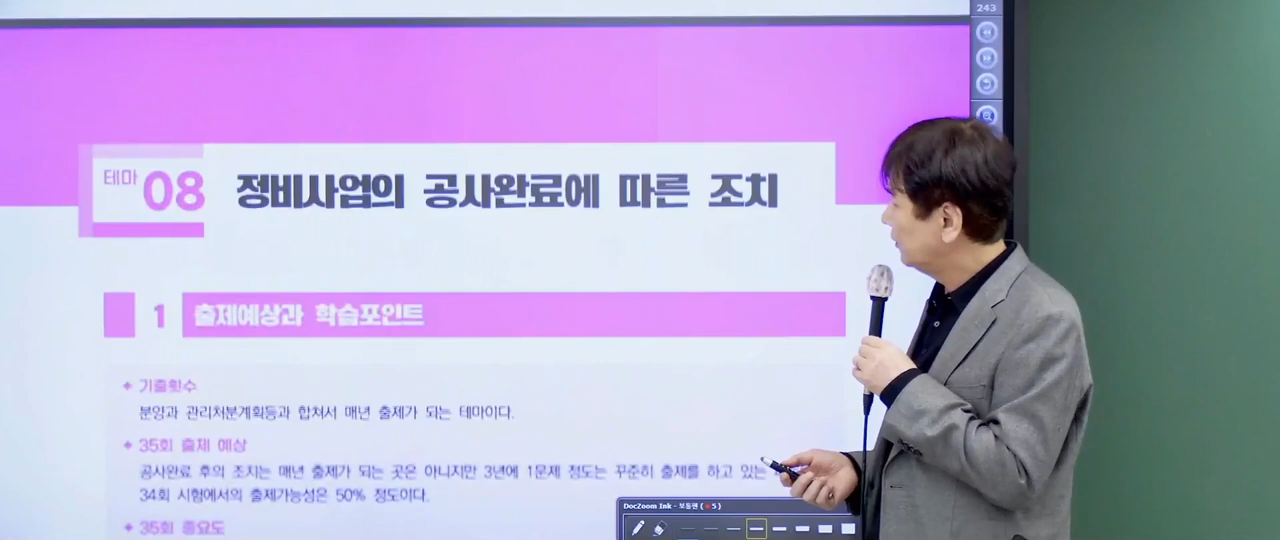 243
테마 08 정비사업의 공사완료에 따른 조치
1 출제예상과 학습포인트
기출횟수
분양과 관리처분계획등과 합쳐서 매년 출제가 되는 테마이다.
35회 출제 예상
공사완료 후의 조치는 매년 출제가 되는 곳은 아니지만 3년에 1문제 정도는 꾸준히 출제를 하고 있는
34회 시험에서의 출제가능성은 50% 정도이다.
35회 중요도
DocZoom Ink - 보통펜 ( 5 )